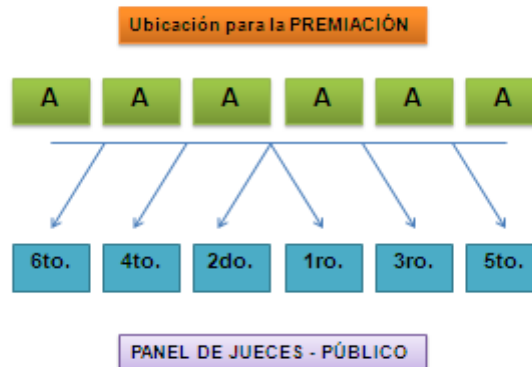 Ubicación para la PREMIACIÓN
A A A A A A
6to. 4to. 2do. 1ro. 3ro. 5to.
PANEL DE JUECES - PÚBLICO